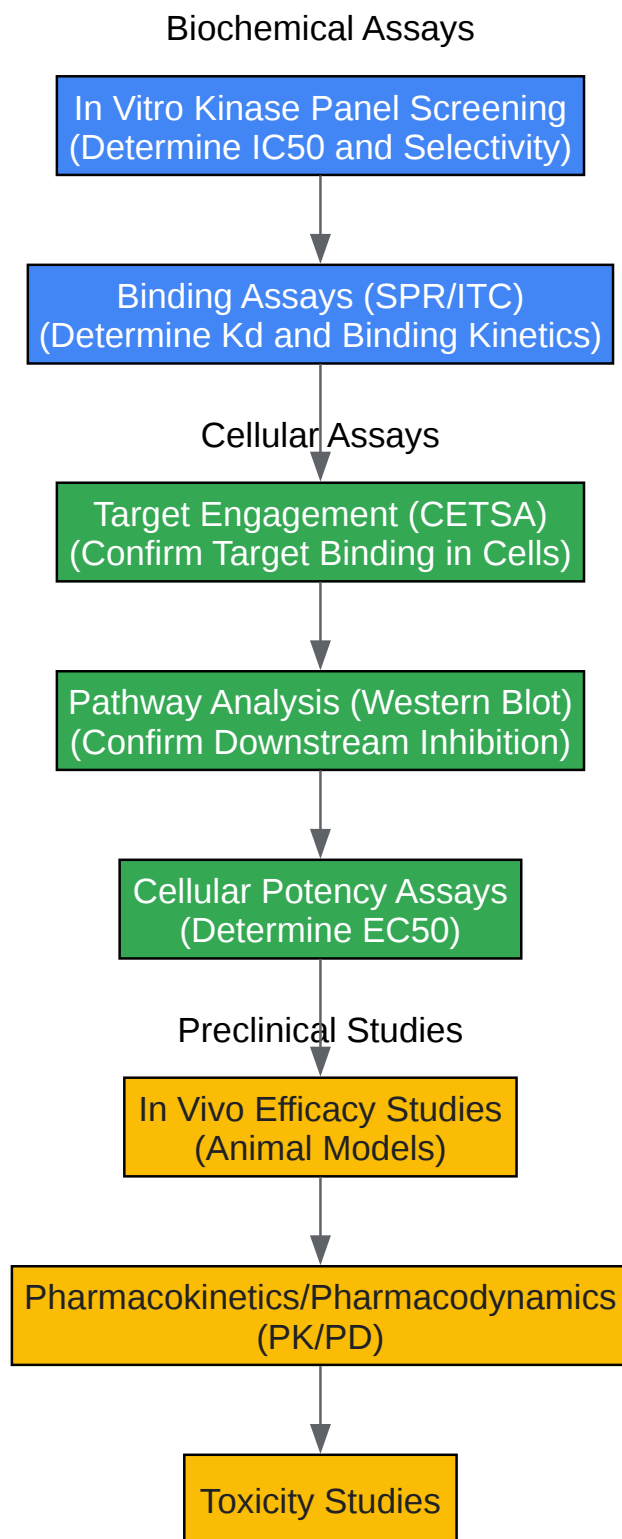 Biochemical Assays
In Vitro Kinase Panel Screening
(Determine IC50 and Selectivity)
Binding Assays (SPR/ITC)
(Determine Kd and Binding Kinetics)
Cellular Assays
Target Engagement (CETSA)
(Confirm Target Binding in Cells)
Pathway Analysis (Western Blot)
(Confirm Downstream Inhibition)
Cellular Potency Assays
(Determine EC50)
Preclinical Studies
In Vivo Efficacy Studies
(Animal Models)
Pharmacokinetics/Pharmacodynamics
(PK/PD)
Toxicity Studies